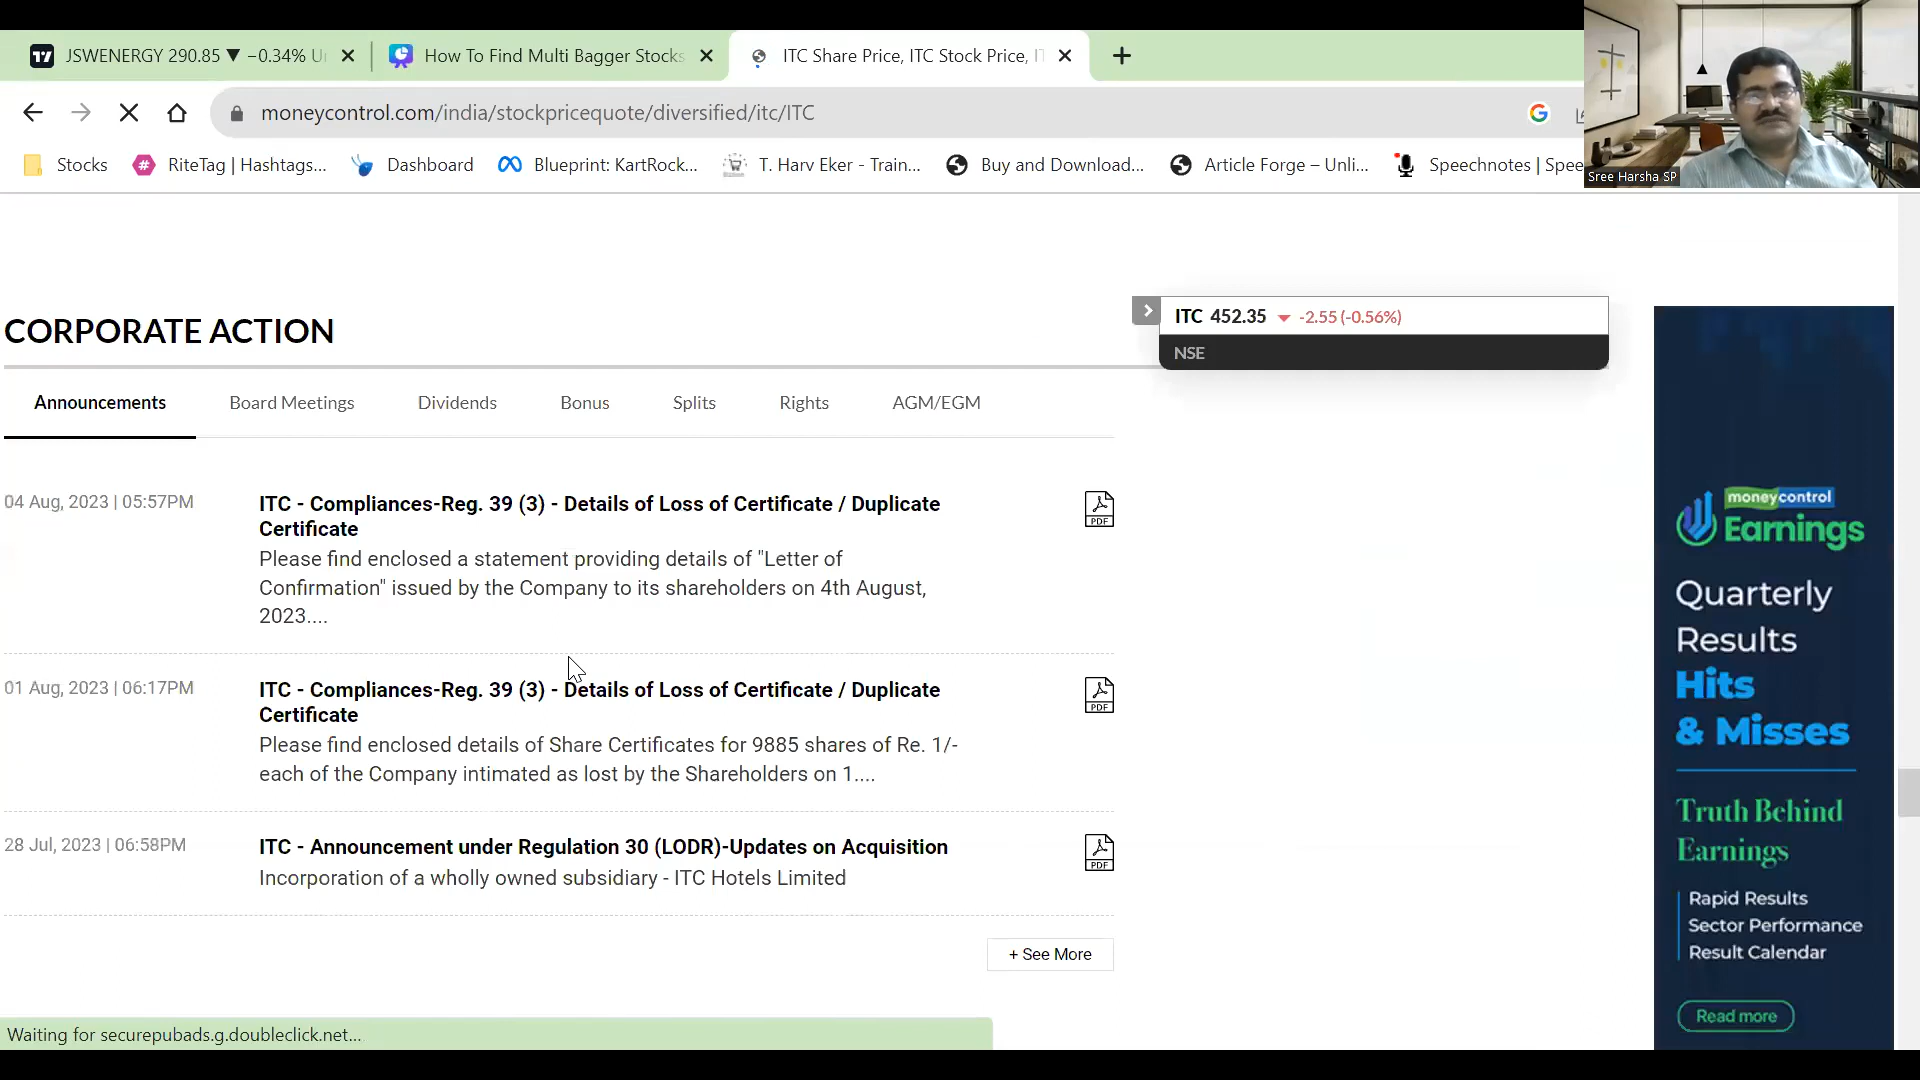 JSWENERGY 290.85 ▼ −0.34% U
How To Find Multi Bagger Stocks
ITC Share Price, ITC Stock Price, I
moneycontrol.com/india/stockpricequote/diversified/itc/ITC
Stocks
RiteTag | Hashtags...
Dashboard
Blueprint: KartRock...
T. Harv Eker - Train...
Buy and Download...
Article Forge – Unli...
Speechnotes | Spee
Sree Harsha SP
CORPORATE ACTION
ITC 452.35 -2.55 (-0.56%)
NSE
Announcements
Board Meetings
Dividends
Bonus
Splits
Rights
AGM/EGM
04 Aug, 2023 | 05:57PM
ITC - Compliances-Reg. 39 (3) - Details of Loss of Certificate / Duplicate
Certificate
Please find enclosed a statement providing details of "Letter of
Confirmation" issued by the Company to its shareholders on 4th August,
2023....
PDF
01 Aug, 2023 | 06:17PM
ITC - Compliances-Reg. 39 (3) - Details of Loss of Certificate / Duplicate
Certificate
Please find enclosed details of Share Certificates for 9885 shares of Re. 1/-
each of the Company intimated as lost by the Shareholders on 1....
PDF
28 Jul, 2023 | 06:58PM
ITC - Announcement under Regulation 30 (LODR)-Updates on Acquisition
Incorporation of a wholly owned subsidiary - ITC Hotels Limited
PDF
+ See More
moneycontrol
Earnings
Quarterly
Results
Hits
& Misses
Truth Behind
Earnings
Rapid Results
Sector Performance
Result Calendar
Read more
Waiting for securepubads.g.doubleclick.net...